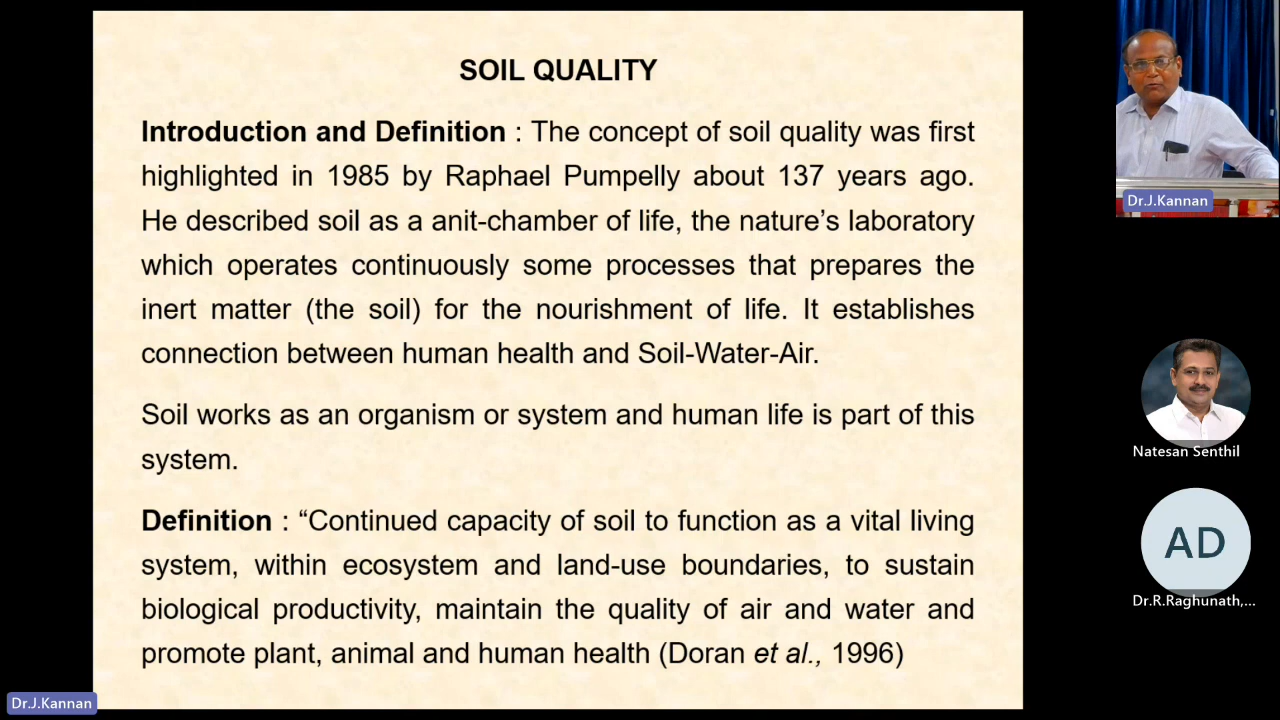 SOIL QUALITY
Introduction and Definition : The concept of soil quality was first
highlighted in 1985 by Raphael Pumpelly about 137 years ago.
He described soil as a anit-chamber of life, the nature’s laboratory
which operates continuously some processes that prepares the
inert matter (the soil) for the nourishment of life. It establishes
connection between human health and Soil-Water-Air.
Soil works as an organism or system and human life is part of this
system.
Definition : “Continued capacity of soil to function as a vital living
system, within ecosystem and land-use boundaries, to sustain
biological productivity, maintain the quality of air and water and
promote plant, animal and human health (Doran et al., 1996)
Dr.J.Kannan
Natesan Senthil
AD
Dr.R.Raghunath,...
Dr.J.Kannan